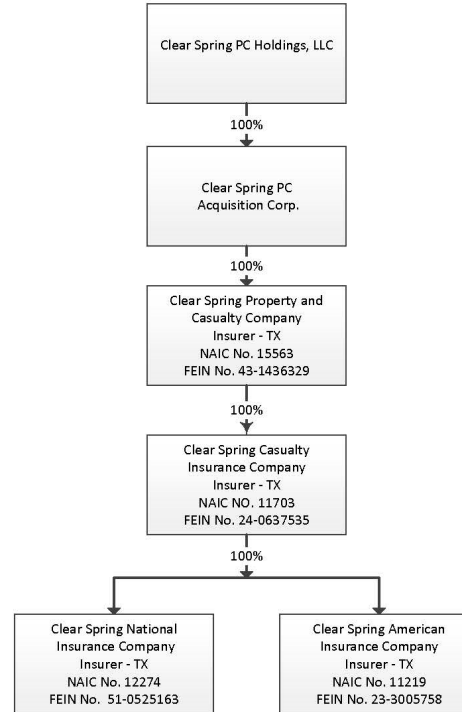 Clear Spring PC Holdings, LLC
100%
Clear Spring PC
Acquisition Corp.
100%
Clear Spring Property and
Casualty Company
Insurer - TX
NAIC No. 15563
FEIN No. 43-1436329
100%
Clear Spring Casualty
Insurance Company
Insurer - TX
NAIC NO. 11703
FEIN No. 24-0637535
100%
Clear Spring National
Insurance Company
Insurer - TX
NAIC No. 12274
FEIN No.  51-0525163
Clear Spring American
Insurance Company
Insurer - TX
NAIC No. 11219
FEIN No. 23-3005758